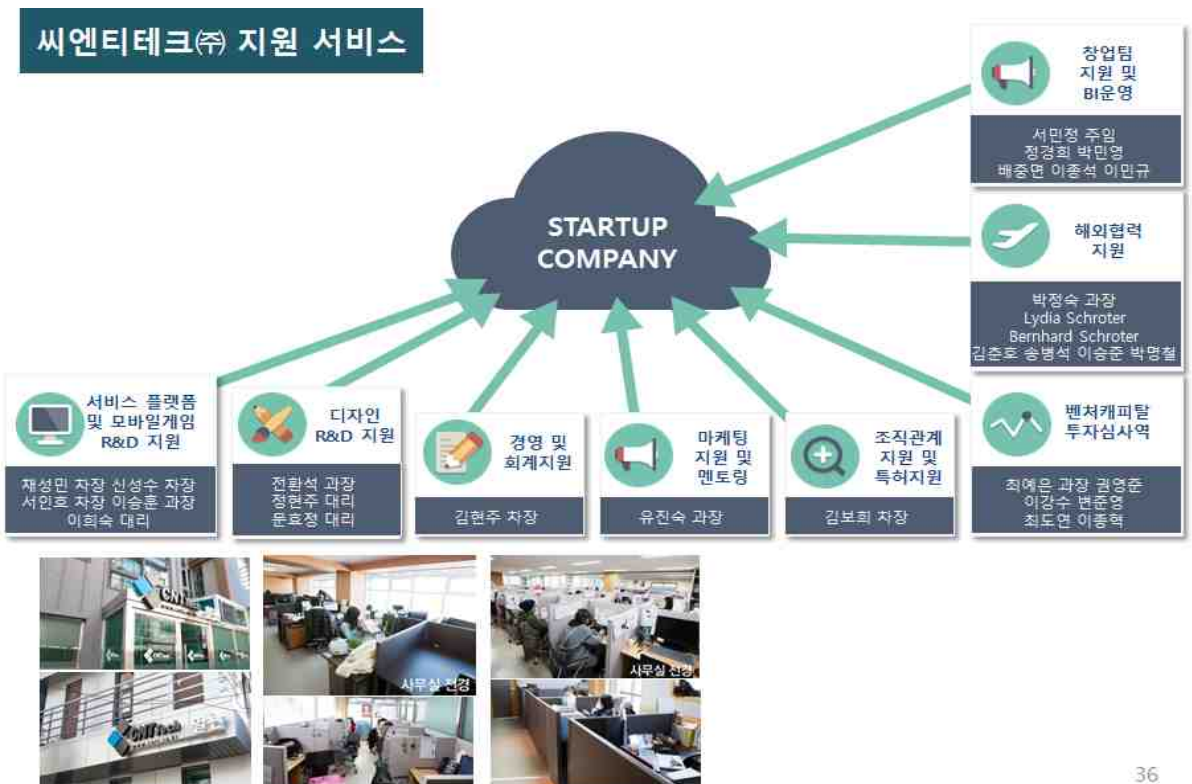 씨엔티테크㈜ 지원 서비스
창업팀
지원 및
BI운영
서민정 주임
정경희 박민영
배중면 이종석 이민규
STARTUP
COMPANY
해외협력
지원
박정숙 과장
Lydia Schroter
Bernhard Schroter
김춘호 송병석 이승준 박명철
서비스 플랫폼
및 모바일게임
R&D 지원
채성민 차장 신성수 차장
서인호 차장 이승훈 과장
이희숙 대리
디자인
R&D 지원
전환석 과장
정현주 대리
문효정 대리
경영 및
회계지원
김현주 차장
마케팅
지원 및
멘토링
유진숙 과장
조직관계
지원 및
특허지원
김보희 차장
벤처캐피탈
투자심사역
최예은 과장 권영준
이강수 변준영
최도연 이종혁
CNTTech
사무실 전경
사무실 전경
36